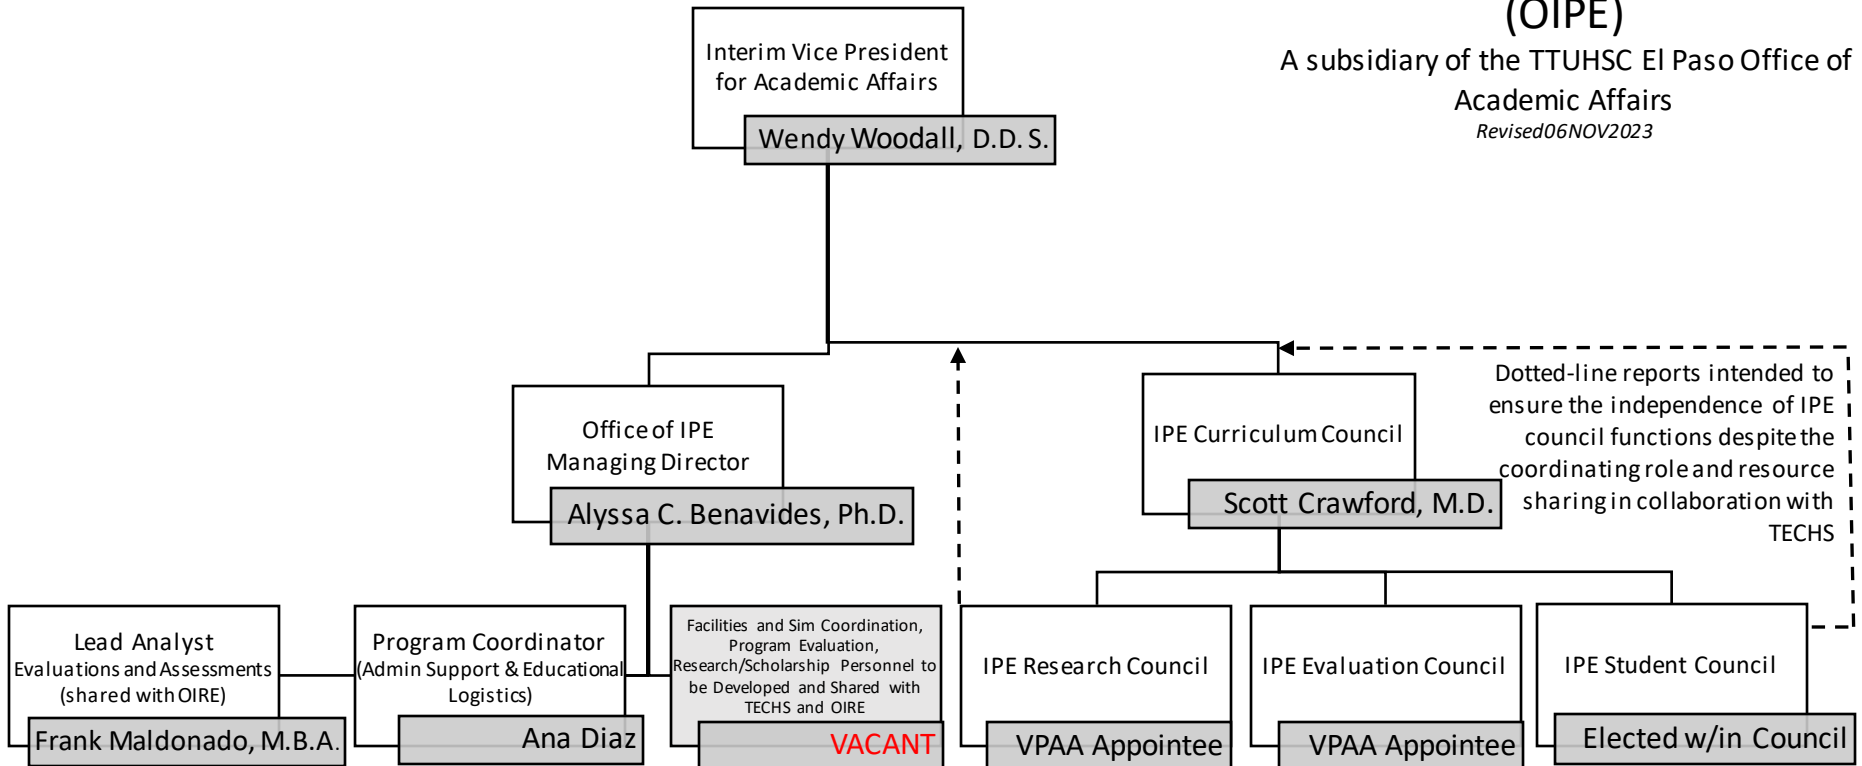 (OIPE)
A subsidiary of the TTUHSC El Paso Office of
Academic Affairs
Revised06NOV2023
Interim Vice President
for Academic Affairs
Wendy Woodall, D.D. S.
Office of IPE
Managing Director
Alyssa C. Benavides, Ph.D.
IPE Curriculum Council
Scott Crawford, M.D.
Dotted-line reports intended to
ensure the independence of IPE
council functions despite the
coordinating role and resource
sharing in collaboration with
TECHS
Lead Analyst
Evaluations and Assessments
(shared with OIRE)
Frank Maldonado, M.B.A.
Program Coordinator
(Admin Support & Educational
Logistics)
Ana Diaz
Facilities and Sim Coordination,
Program Evaluation,
Research/Scholarship Personnel to
be Developed and Shared with
TECHS and OIRE
VACANT
IPE Research Council
VPAA Appointee
IPE Evaluation Council
VPAA Appointee
IPE Student Council
Elected w/in Council